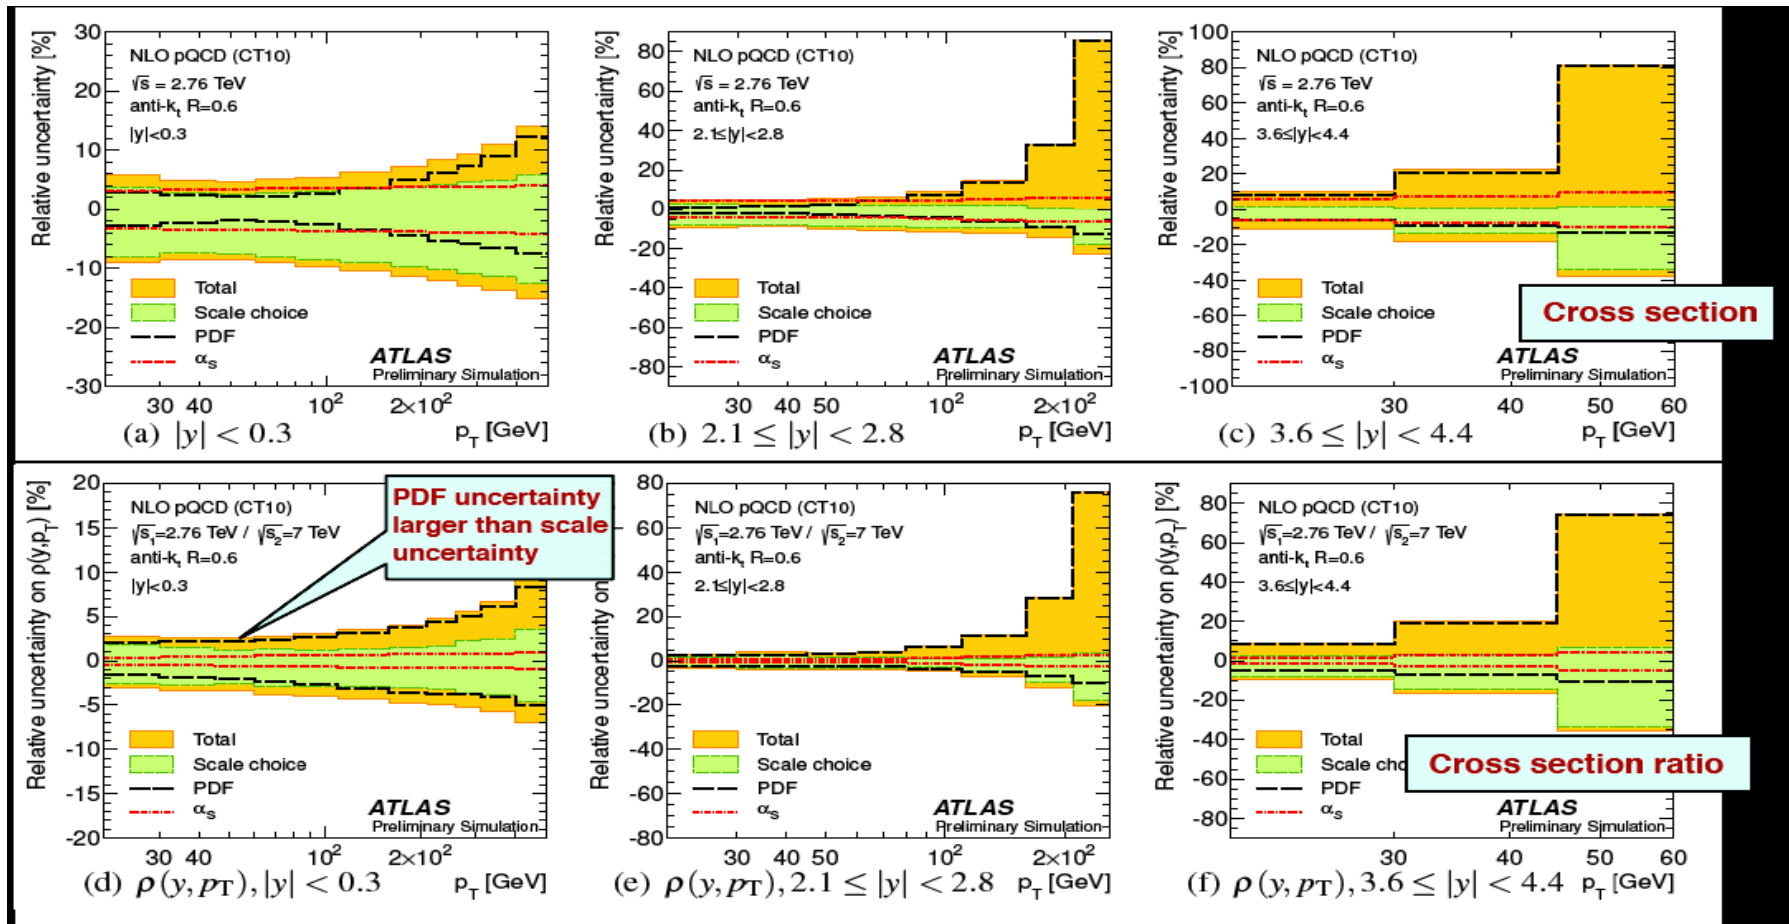 Relative uncertainty [%]
30
20
10
0
-10
-20
-30
NLO pQCD (CT10)
√s = 2.76 TeV
anti-kt R=0.6
|y|<0.3
Total
Scale choice
PDF
αs
ATLAS
Preliminary Simulation
30 40 10² 2×10²
(a) |y| < 0.3 pT [GeV]
Relative uncertainty [%]
80
60
40
20
0
-20
-40
-60
-80
NLO pQCD (CT10)
√s = 2.76 TeV
anti-kt R=0.6
2.1≤|y|<2.8
Total
Scale choice
PDF
αs
ATLAS
Preliminary Simulation
30 40 50 10² 2×10²
(b) 2.1 ≤ |y| < 2.8 pT [GeV]
Relative uncertainty [%]
100
80
60
40
20
0
-20
-40
-60
-80
-100
NLO pQCD (CT10)
√s = 2.76 TeV
anti-kt R=0.6
3.6≤|y|<4.4
Total
Scale choice
PDF
αs
Cross section
ATLAS
Preliminary Simulation
30 40 50 60
(c) 3.6 ≤ |y| < 4.4 pT [GeV]
Relative uncertainty on ρ(y,pT) [%]
20
15
10
5
0
-5
-10
-15
-20
NLO pQCD (CT10)
√s1=2.76 TeV / √s2=7 TeV
anti-kt R=0.6
|y|<0.3
PDF uncertainty
larger than scale
uncertainty
Total
Scale choice
PDF
αs
ATLAS
Preliminary Simulation
30 40 10² 2×10²
(d) ρ(y, pT), |y| < 0.3 pT [GeV]
Relative uncertainty on [%]
80
60
40
20
0
-20
-40
-60
-80
NLO pQCD (CT10)
√s1=2.76 TeV / √s2=7 TeV
anti-kt R=0.6
2.1≤|y|<2.8
Total
Scale choice
PDF
αs
ATLAS
Preliminary Simulation
30 40 50 10² 2×10²
(e) ρ(y, pT), 2.1 ≤ |y| < 2.8 pT [GeV]
Relative uncertainty on ρ(y,pT) [%]
80
60
40
20
0
-20
-40
-60
-80
NLO pQCD (CT10)
√s1=2.76 TeV / √s2=7 TeV
anti-kt R=0.6
3.6≤|y|<4.4
Total
Scale
PDF
αs
Cross section ratio
ATLAS
Preliminary Simulation
30 40 50 60
(f) ρ(y, pT), 3.6 ≤ |y| < 4.4 pT [GeV]